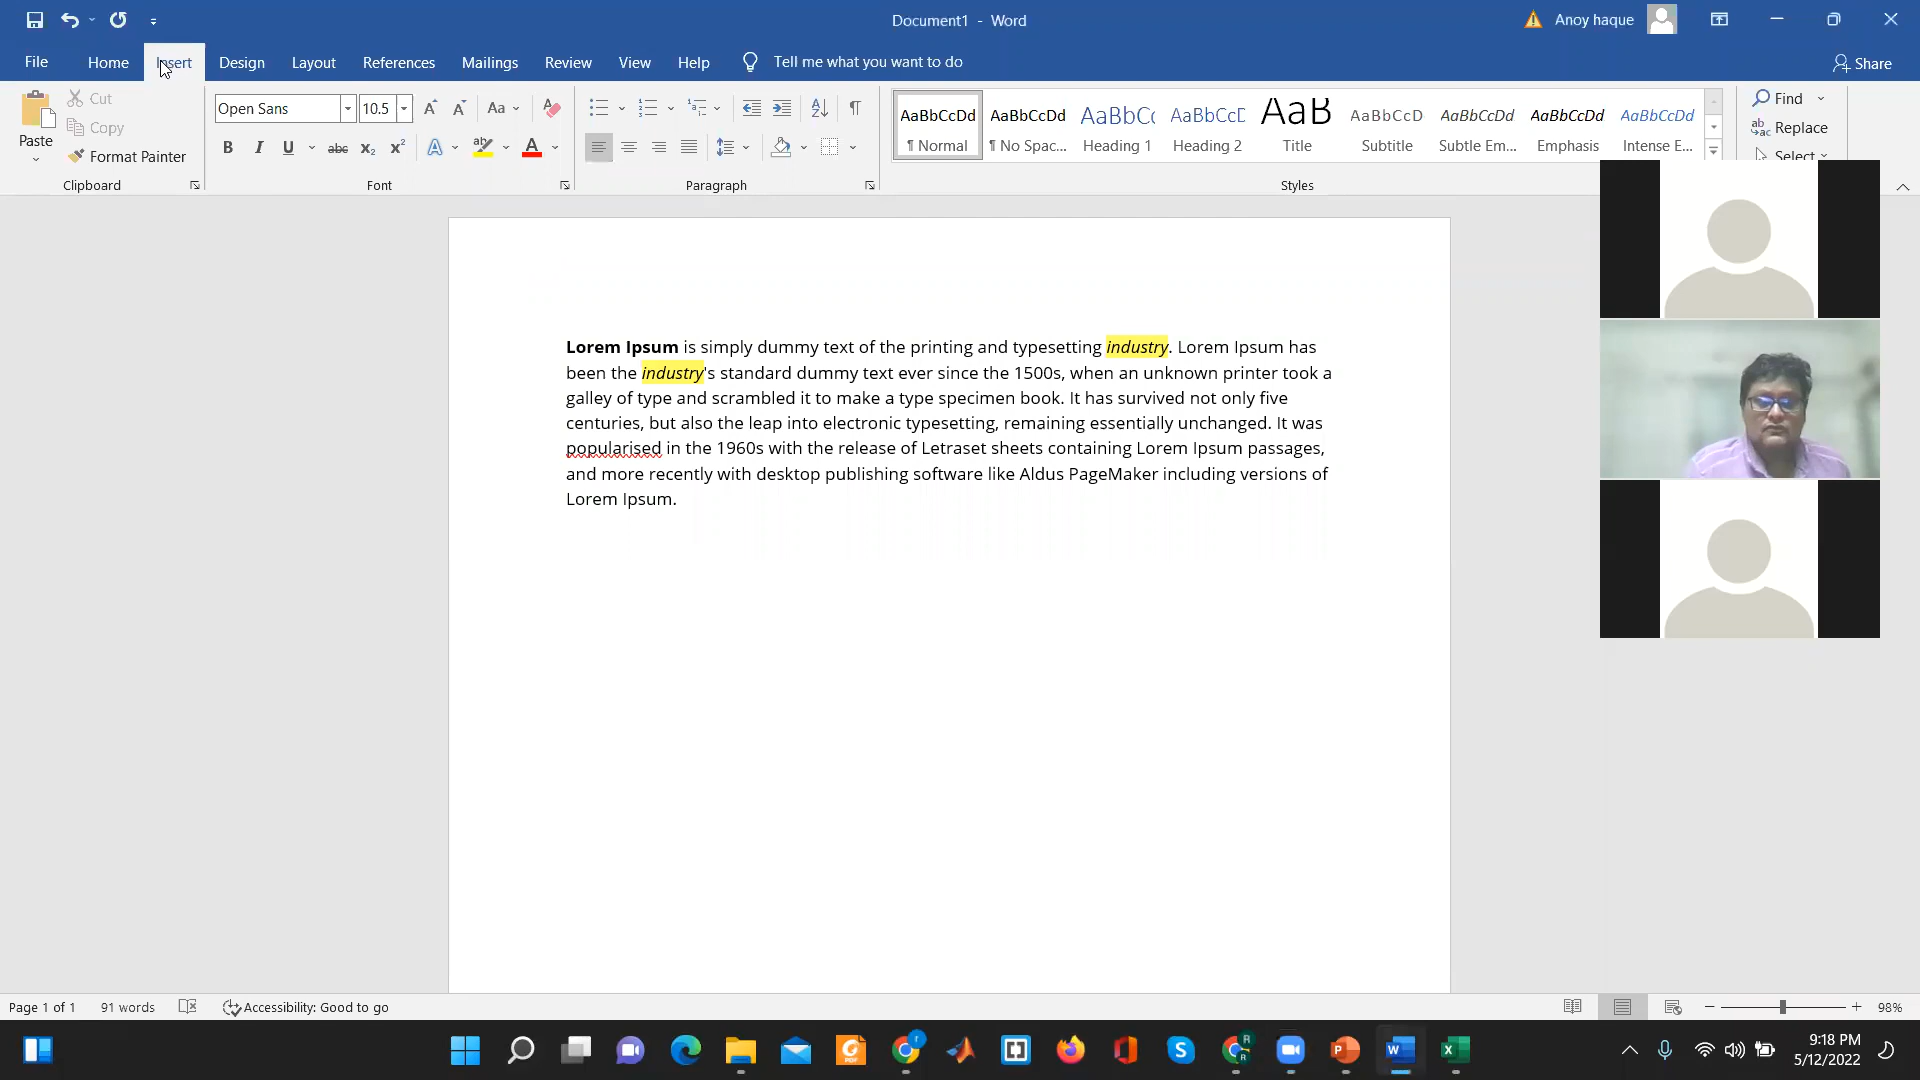 Document1 - Word
Anoy haque
File Home Insert Design Layout References Mailings Review View Help Tell me what you want to do
Share
Paste
Cut
Copy
Format Painter
Clipboard
Open Sans 10.5
Aa
B I U abc x₂ x² A ab A
Font
Paragraph
AaBbCcDd AaBbCcDd AaBbCc AaBbCcD AaB AaBbCcD AaBbCcDd AaBbCcDd AaBbCcDd
¶ Normal ¶ No Spac... Heading 1 Heading 2 Title Subtitle Subtle Em... Emphasis Intense E...
Styles
Find
Replace
Select
Lorem Ipsum is simply dummy text of the printing and typesetting industry. Lorem Ipsum has
been the industry's standard dummy text ever since the 1500s, when an unknown printer took a
galley of type and scrambled it to make a type specimen book. It has survived not only five
centuries, but also the leap into electronic typesetting, remaining essentially unchanged. It was
popularised in the 1960s with the release of Letraset sheets containing Lorem Ipsum passages,
and more recently with desktop publishing software like Aldus PageMaker including versions of
Lorem Ipsum.
Page 1 of 1 91 words Accessibility: Good to go
98%
9:18 PM
5/12/2022